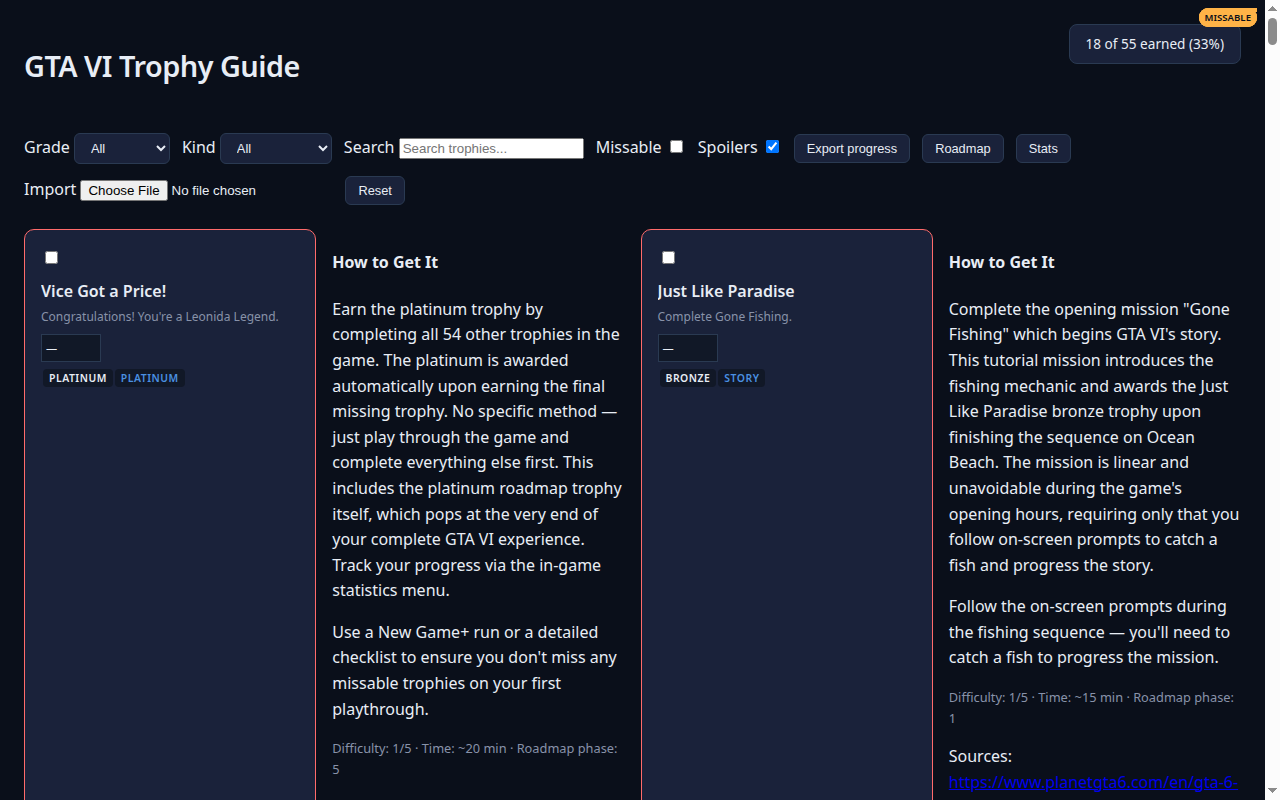 MISSABLE
18 of 55 earned (33%)
GTA VI Trophy Guide
Grade All Kind All Search Search trophies... Missable Spoilers Export progress Roadmap Stats
Import Choose File No file chosen Reset
Vice Got a Price!
Congratulations! You're a Leonida Legend.
—
PLATINUM PLATINUM
How to Get It
Earn the platinum trophy by
completing all 54 other trophies in the
game. The platinum is awarded
automatically upon earning the final
missing trophy. No specific method —
just play through the game and
complete everything else first. This
includes the platinum roadmap trophy
itself, which pops at the very end of
your complete GTA VI experience.
Track your progress via the in-game
statistics menu.
Use a New Game+ run or a detailed
checklist to ensure you don't miss any
missable trophies on your first
playthrough.
Difficulty: 1/5 · Time: ~20 min · Roadmap phase:
5
Just Like Paradise
Complete Gone Fishing.
—
BRONZE STORY
How to Get It
Complete the opening mission "Gone
Fishing" which begins GTA VI's story.
This tutorial mission introduces the
fishing mechanic and awards the Just
Like Paradise bronze trophy upon
finishing the sequence on Ocean
Beach. The mission is linear and
unavoidable during the game's
opening hours, requiring only that you
follow on-screen prompts to catch a
fish and progress the story.
Follow the on-screen prompts during
the fishing sequence — you'll need to
catch a fish to progress the mission.
Difficulty: 1/5 · Time: ~15 min · Roadmap phase:
1
Sources:
https://www.planetgta6.com/en/gta-6-